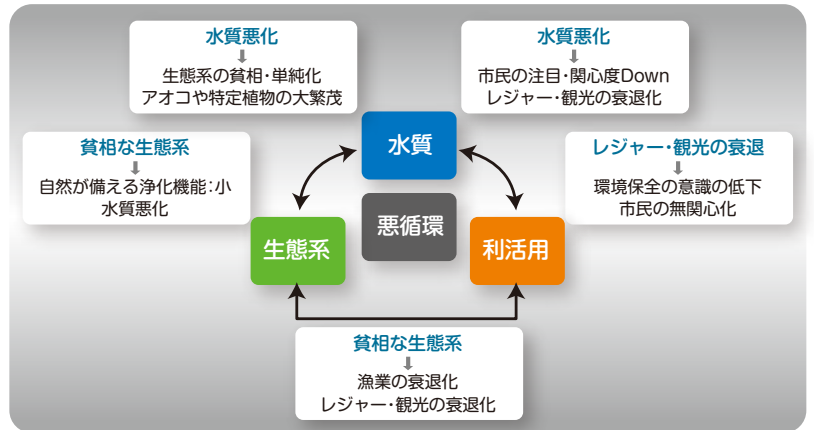 水質悪化
⬇
生態系の貧相・単純化
アオコや特定植物の大繁茂
水質悪化
⬇
市民の注目・関心度Down
レジャー・観光の衰退化
貧相な生態系
⬇
自然が備える浄化機能：小
水質悪化
水質
レジャー・観光の衰退
⬇
環境保全の意識の低下
市民の無関心化
生態系
悪循環
利活用
貧相な生態系
⬇
漁業の衰退化
レジャー・観光の衰退化